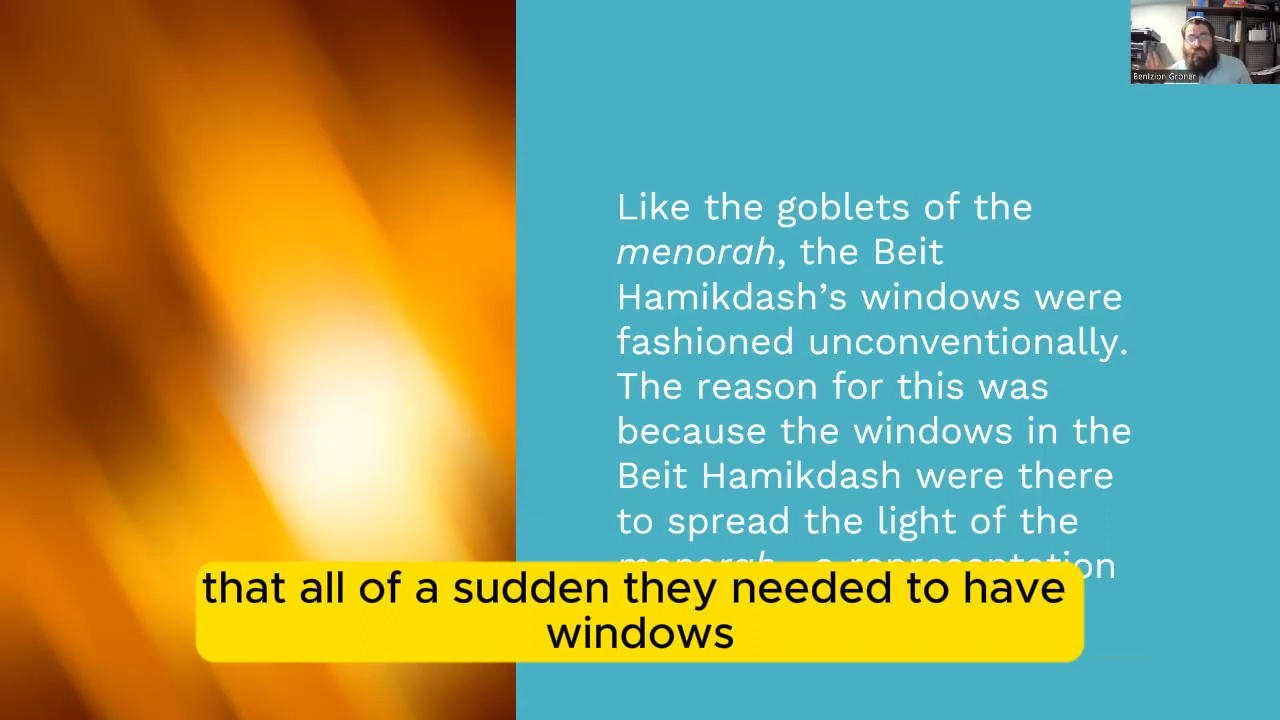 Bentzion Groner
Like the goblets of the
menorah, the Beit
Hamikdash’s windows were
fashioned unconventionally.
The reason for this was
because the windows in the
Beit Hamikdash were there
to spread the light of the
menorah a representation
that all of a sudden they needed to have
windows